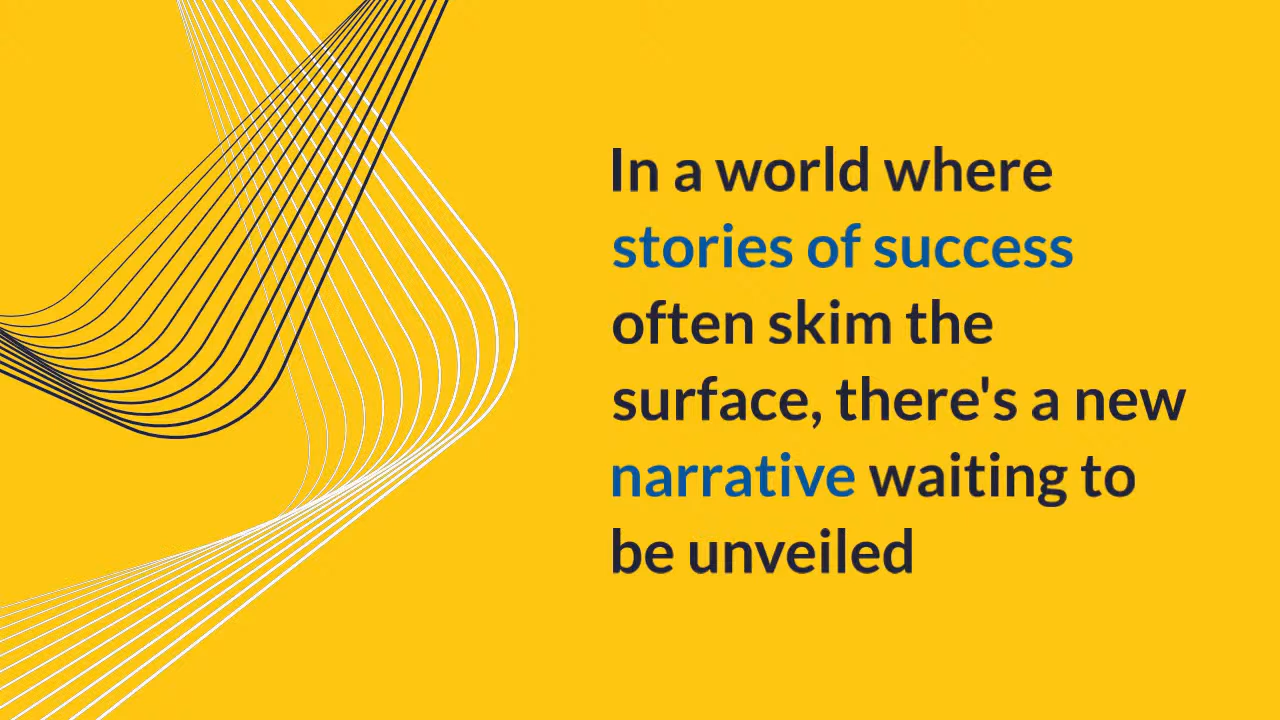 In a world where
stories of success
often skim the
surface, there's a new
narrative waiting to
be unveiled